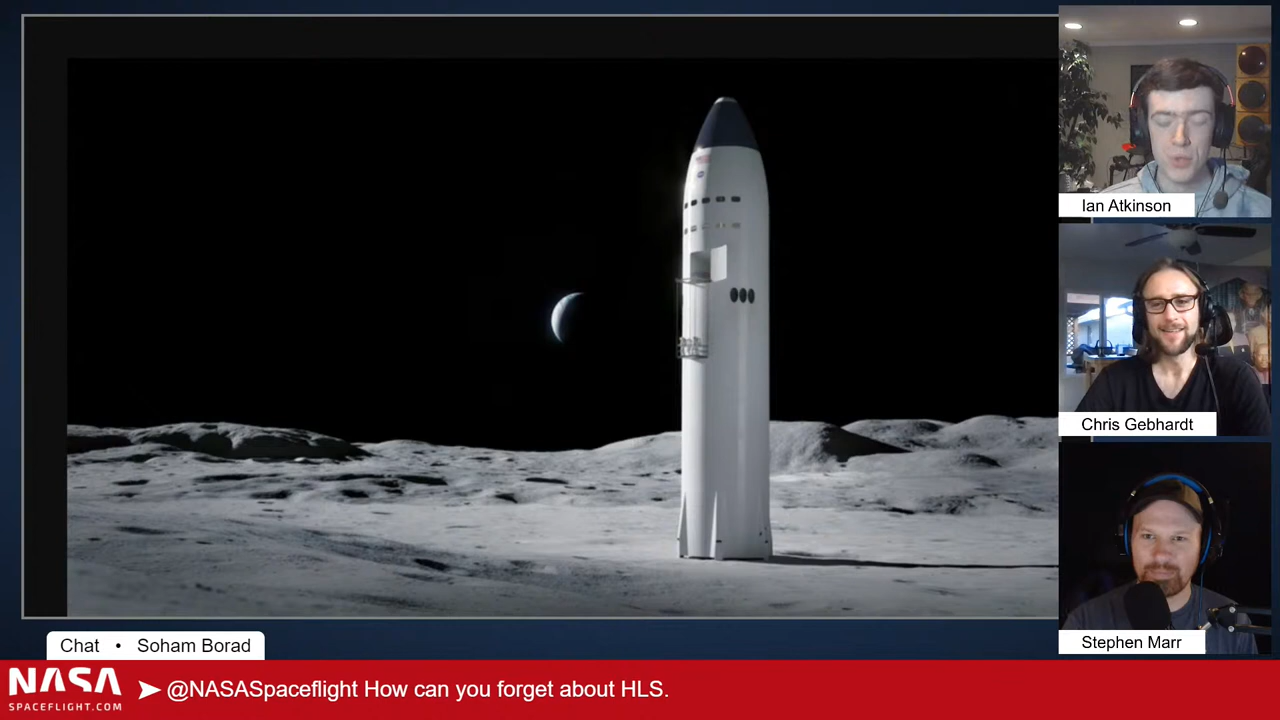 Ian Atkinson
Chris Gebhardt
Stephen Marr
Chat • Soham Borad
NASA
SPACEFLIGHT.COM
@NASASpaceflight How can you forget about HLS.